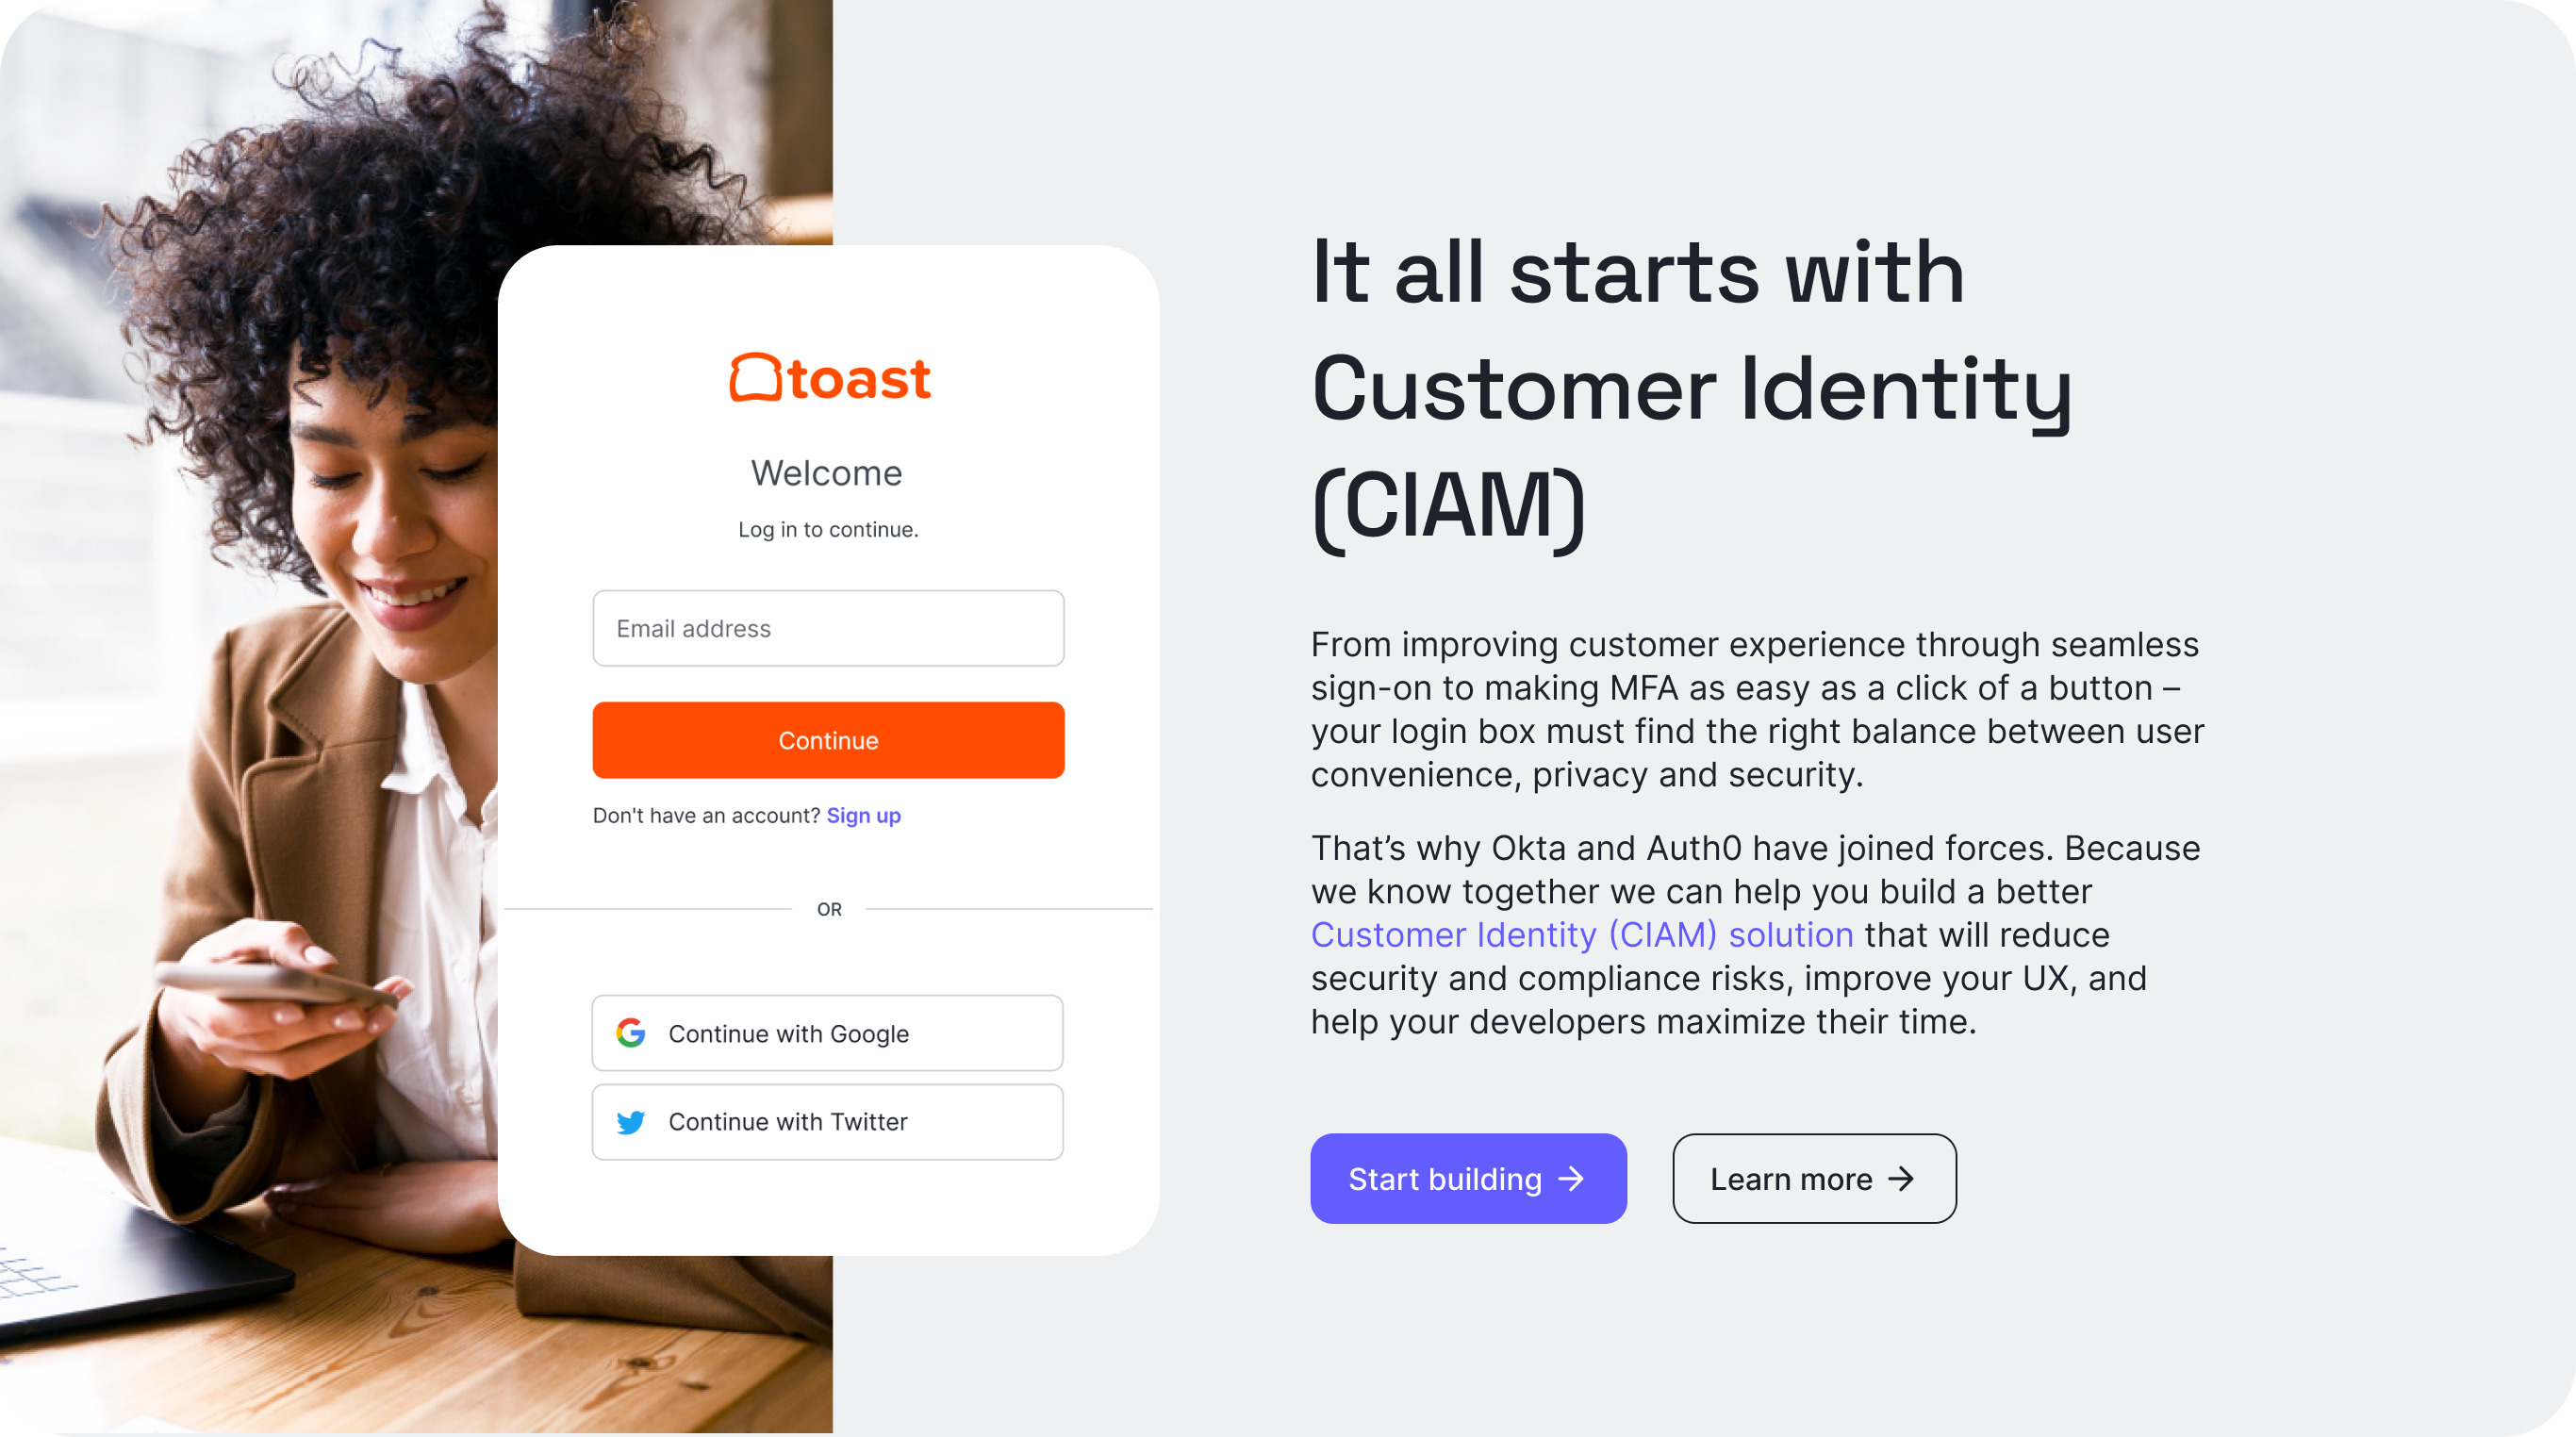 toast
Welcome
Log in to continue.
Email address
Continue
Don't have an account? Sign up
OR
Continue with Google
Continue with Twitter
It all starts with
Customer Identity
(CIAM)
From improving customer experience through seamless
sign-on to making MFA as easy as a click of a button –
your login box must find the right balance between user
convenience, privacy and security.
That’s why Okta and Auth0 have joined forces. Because
we know together we can help you build a better
Customer Identity (CIAM) solution that will reduce
security and compliance risks, improve your UX, and
help your developers maximize their time.
Start building →
Learn more →